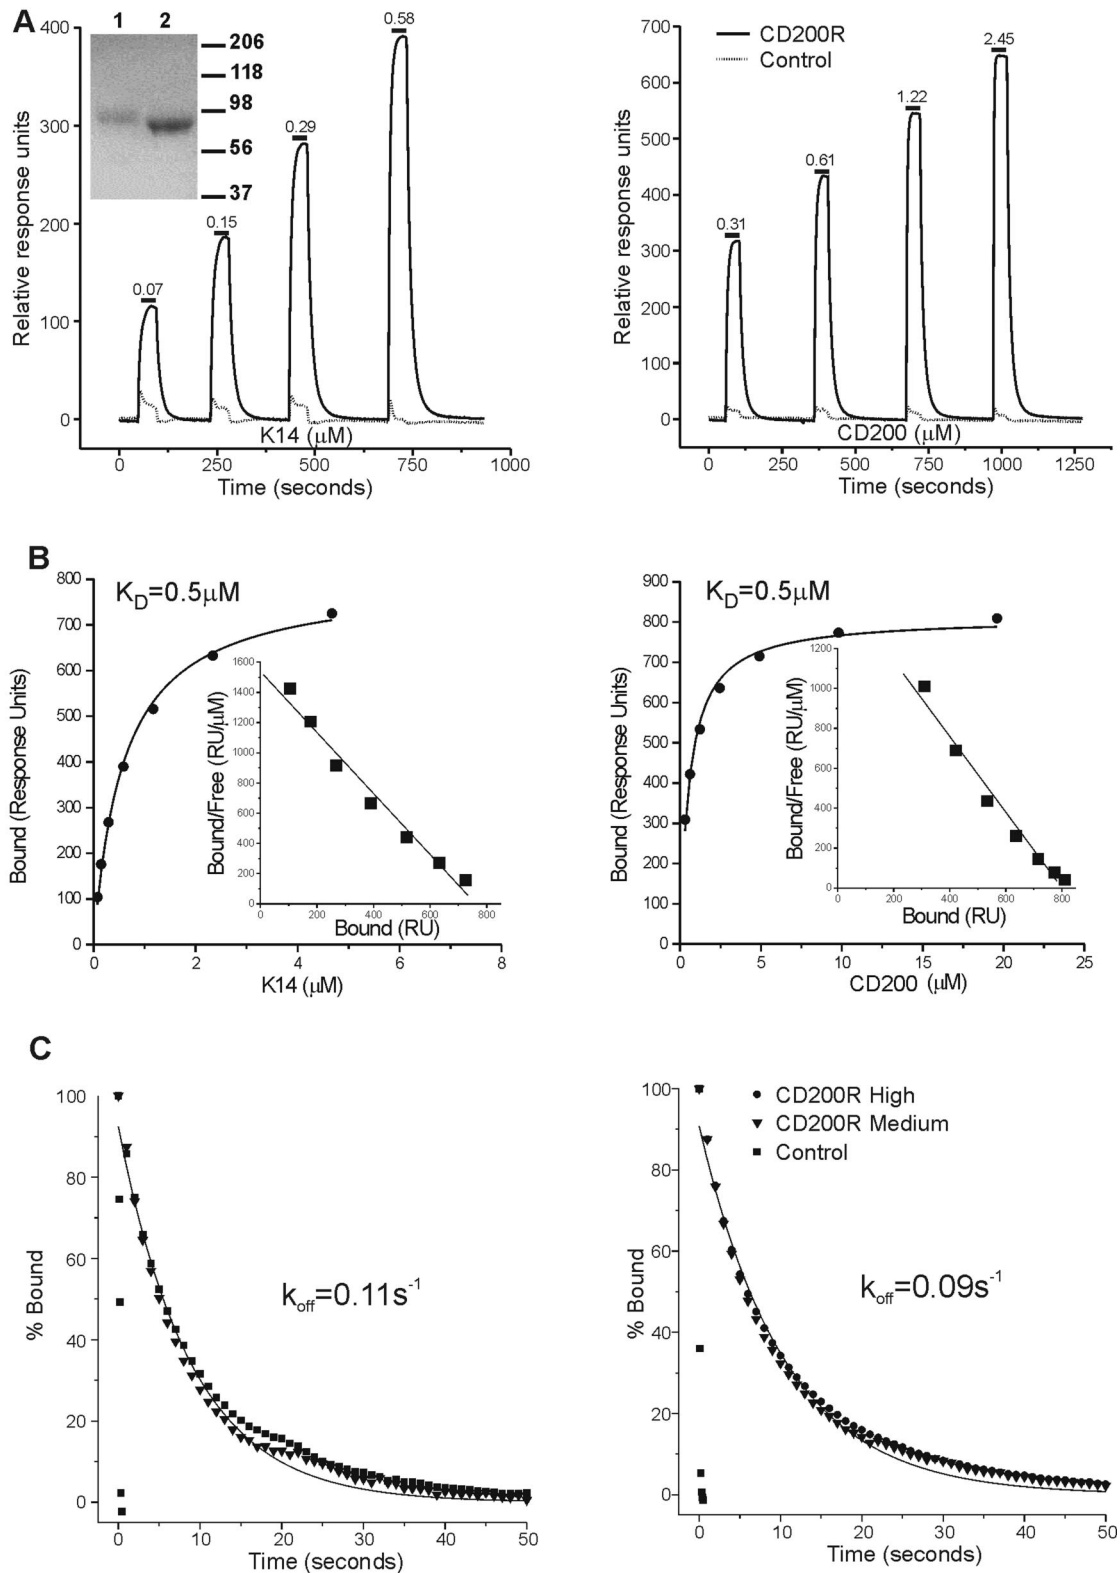 A
1 2
206
118
98
56
37
0.07
0.15
0.29
0.58
400
300
200
100
0
Relative response units
K14 (μM)
0 250 500 750 1000
Time (seconds)
CD200R
Control
0.31
0.61
1.22
2.45
700
600
500
400
300
200
100
0
Relative response units
CD200 (μM)
0 250 500 750 1000 1250
Time (seconds)
B
KD=0.5μM
800
700
600
500
400
300
200
100
0
Bound (Response Units)
0 2 4 6 8
K14 (μM)
1600
1400
1200
1000
800
600
400
200
0
Bound/Free (RU/μM)
0 200 400 600 800
Bound (RU)
KD=0.5μM
900
800
700
600
500
400
300
200
100
0
Bound (Response Units)
0 5 10 15 20 25
CD200 (μM)
1200
1000
800
600
400
200
0
Bound/Free (RU/μM)
0 200 400 600 800
Bound (RU)
C
100
80
60
40
20
0
% Bound
koff=0.11s-1
0 10 20 30 40 50
Time (seconds)
CD200R High
CD200R Medium
Control
100
80
60
40
20
0
% Bound
koff=0.09s-1
0 10 20 30 40 50
Time (seconds)